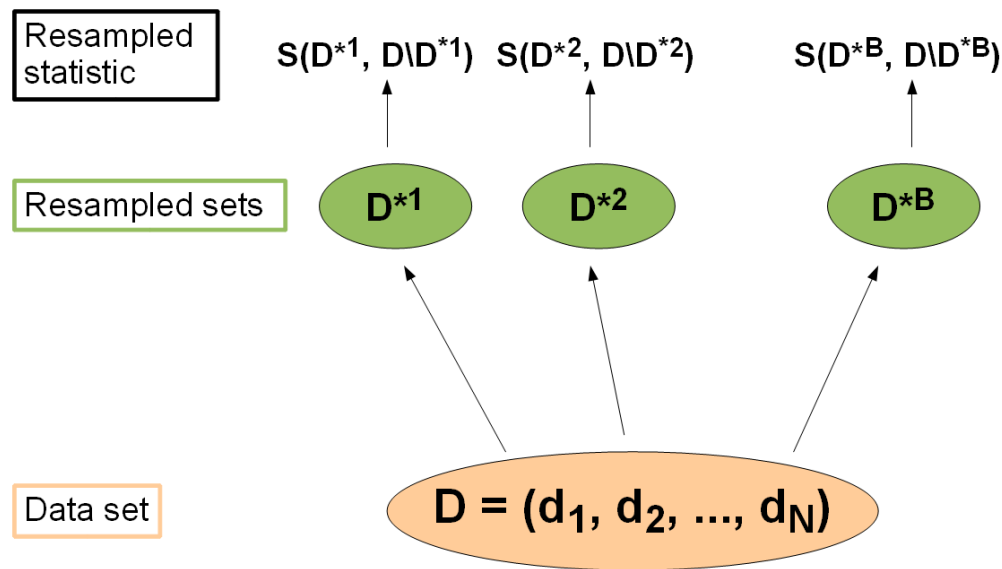 Resampled
statistic
S(D*1, D\D*1) S(D*2, D\D*2) S(D*B, D\D*B)
Resampled sets
D*1 D*2 D*B
Data set
D = (d1, d2, ..., dN)